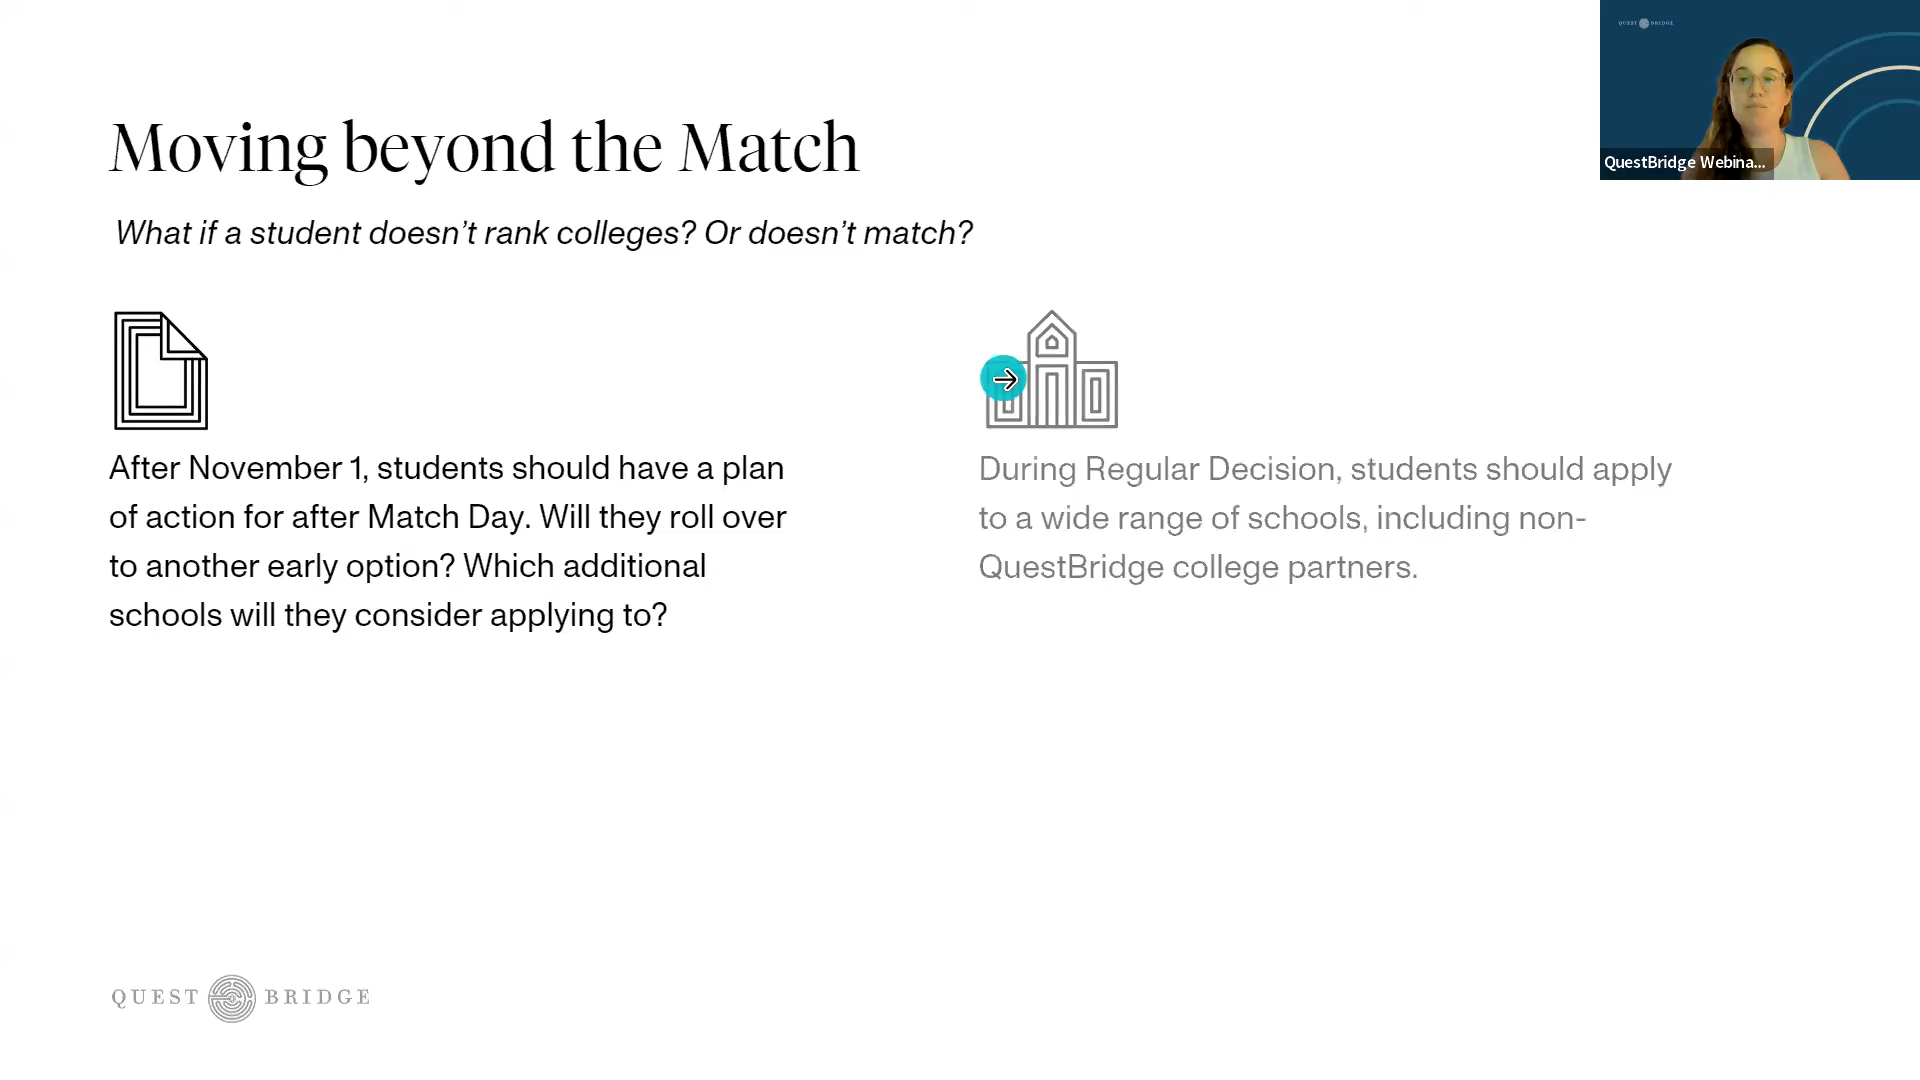 QUEST BRIDGE
QuestBridge Webina...
Moving beyond the Match
What if a student doesn’t rank colleges? Or doesn’t match?
After November 1, students should have a plan
of action for after Match Day. Will they roll over
to another early option? Which additional
schools will they consider applying to?
During Regular Decision, students should apply
to a wide range of schools, including non-
QuestBridge college partners.
QUEST BRIDGE